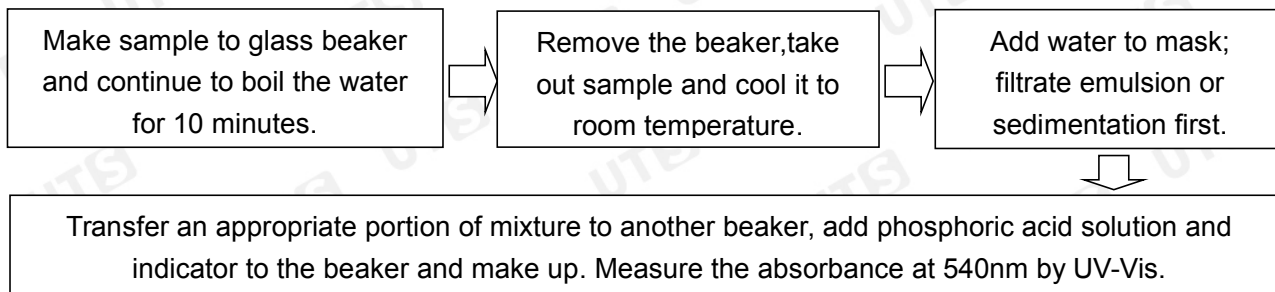 Make sample to glass beaker
and continue to boil the water
for 10 minutes.
Remove the beaker,take
out sample and cool it to
room temperature.
Add water to mask;
filtrate emulsion or
sedimentation first.
Transfer an appropriate portion of mixture to another beaker, add phosphoric acid solution and
indicator to the beaker and make up. Measure the absorbance at 540nm by UV-Vis.